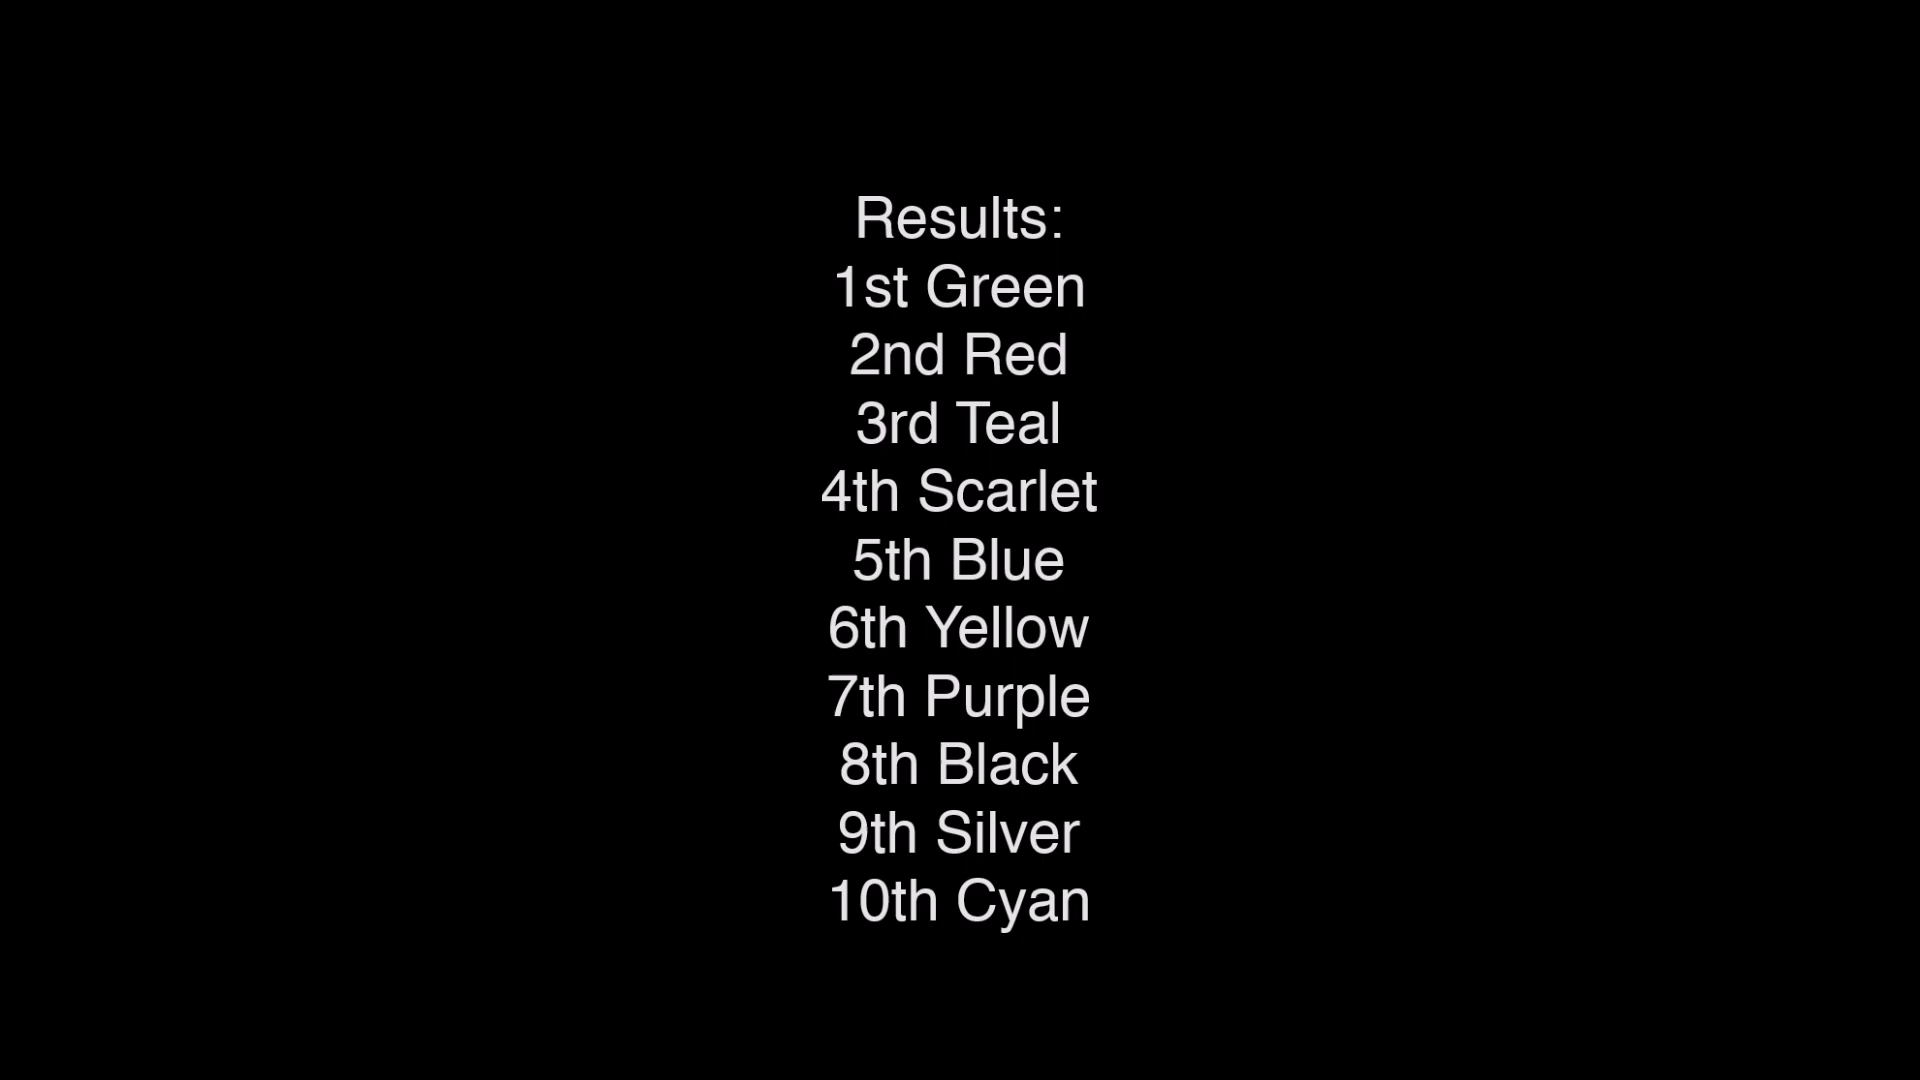 Results:
1st Green
2nd Red
3rd Teal
4th Scarlet
5th Blue
6th Yellow
7th Purple
8th Black
9th Silver
10th Cyan